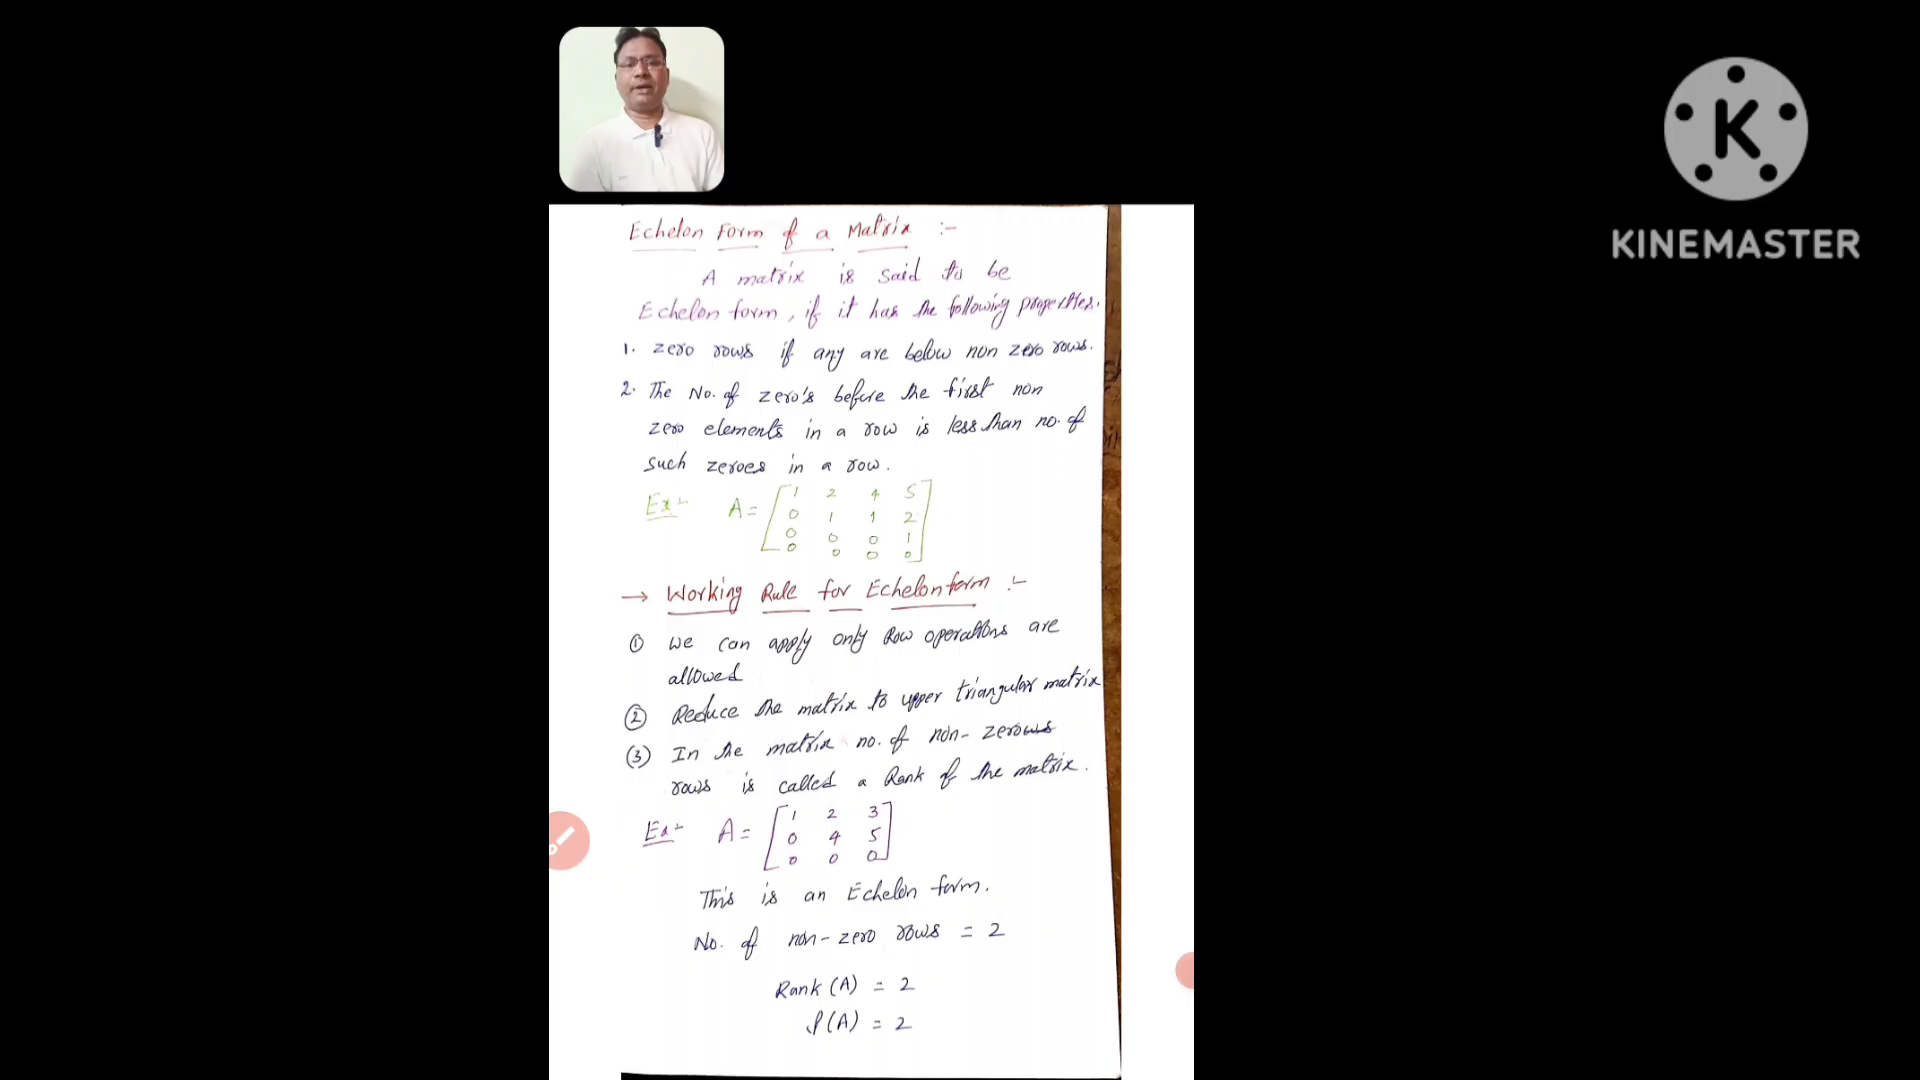 KINEMASTER
Echelon Form of a Matrix :-
A matrix is said to be
Echelon form, if it has the following properties.
1. zero rows if any are below non zero rows.
2. The No. of zero's before the first non
zero elements in a row is less than no. of
such zeroes in a row.
Ex:- A = [1 2 4 5
0 1 1 2
0 0 0 1
0 0 0 0]
→ Working Rule for Echelon form :-
① we can apply only Row operations are
allowed
② Reduce the matrix to upper triangular matrix
(3) In the matrix no. of non-zero
rows is called a Rank of the matrix.
Ex:- A = [1 2 3
0 4 5
0 0 0]
This is an Echelon form.
No. of non-zero rows = 2
Rank (A) = 2
ρ(A) = 2